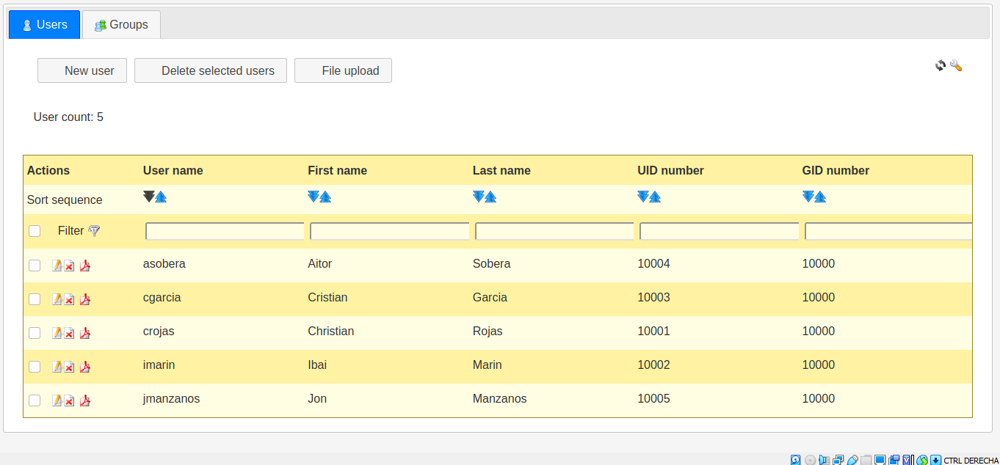 Users Groups
New user Delete selected users File upload
User count: 5
Actions User name First name Last name UID number GID number
Sort sequence
Filter
asobera Aitor Sobera 10004 10000
cgarcia Cristian Garcia 10003 10000
crojas Christian Rojas 10001 10000
imarin Ibai Marin 10002 10000
jmanzanos Jon Manzanos 10005 10000
CTRL DERECHA